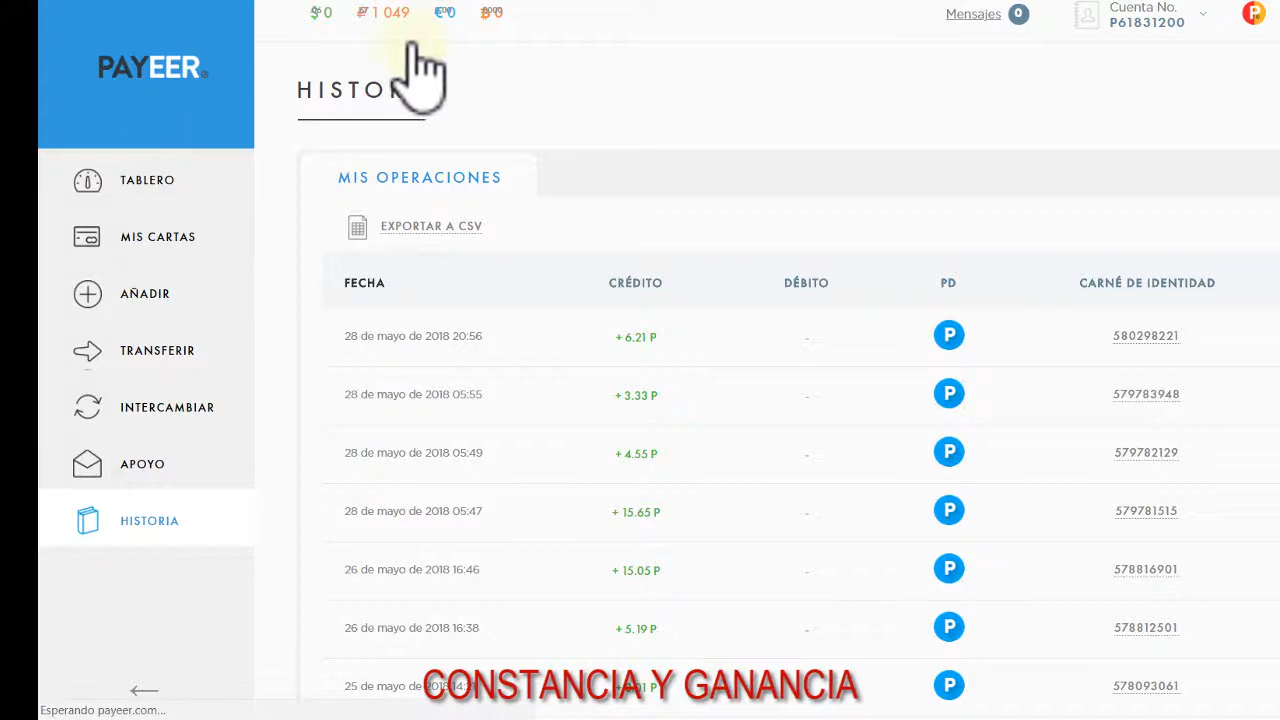 $ 0 ₽ 1 049 € 0 ₿ 0
Mensajes 0
Cuenta No.
P61831200
PAYEER®
HISTOR
TABLERO
MIS CARTAS
AÑADIR
TRANSFERIR
INTERCAMBIAR
APOYO
HISTORIA
MIS OPERACIONES
EXPORTAR A CSV
FECHA CRÉDITO DÉBITO PD CARNÉ DE IDENTIDAD
28 de mayo de 2018 20:56 + 6.21 P - P 580298221
28 de mayo de 2018 05:55 + 3.33 P - P 579783948
28 de mayo de 2018 05:49 + 4.55 P - P 579782129
28 de mayo de 2018 05:47 + 15.65 P - P 579781515
26 de mayo de 2018 16:46 + 15.05 P - P 578816901
26 de mayo de 2018 16:38 + 5.19 P - P 578812501
25 de mayo de 2018 P 578093061
CONSTANCIA Y GANANCIA
Esperando payeer.com...